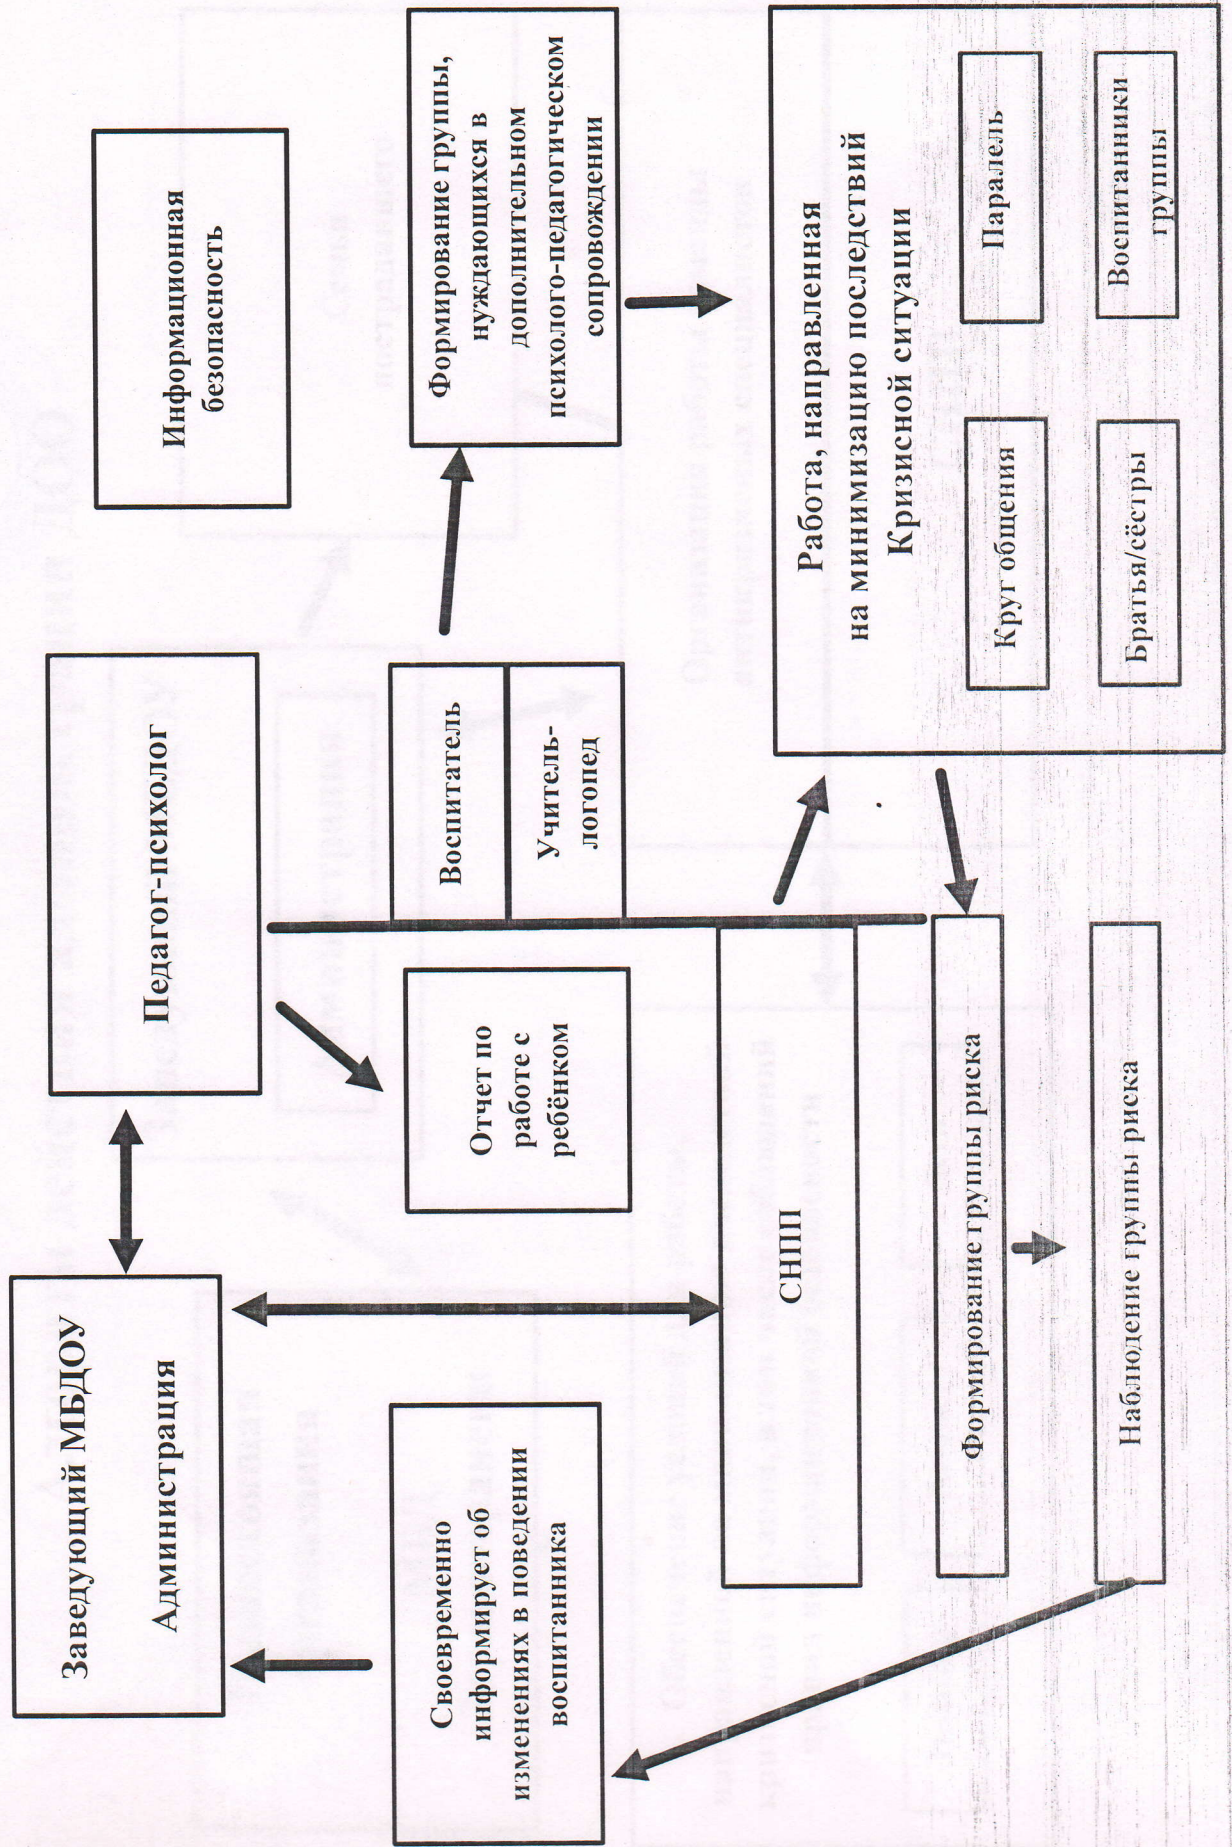 Заведующий МБДОУ
Администрация
Педагог-психолог
Информационная
безопасность
Своевременно
информирует об
изменениях в поведении
воспитанника
Отчет по
работе с
ребёнком
Воспитатель
Учитель-
логопед
Формирование группы,
нуждающихся в
дополнительном
психолого-педагогическом
сопровождении
СНПП
Работа, направленная
на минимизацию последствий
Кризисной ситуации
Круг общения
Паралель
Братья/сёстры
Воспитанники
группы
Формирование группы риска
Наблюдение группы риска